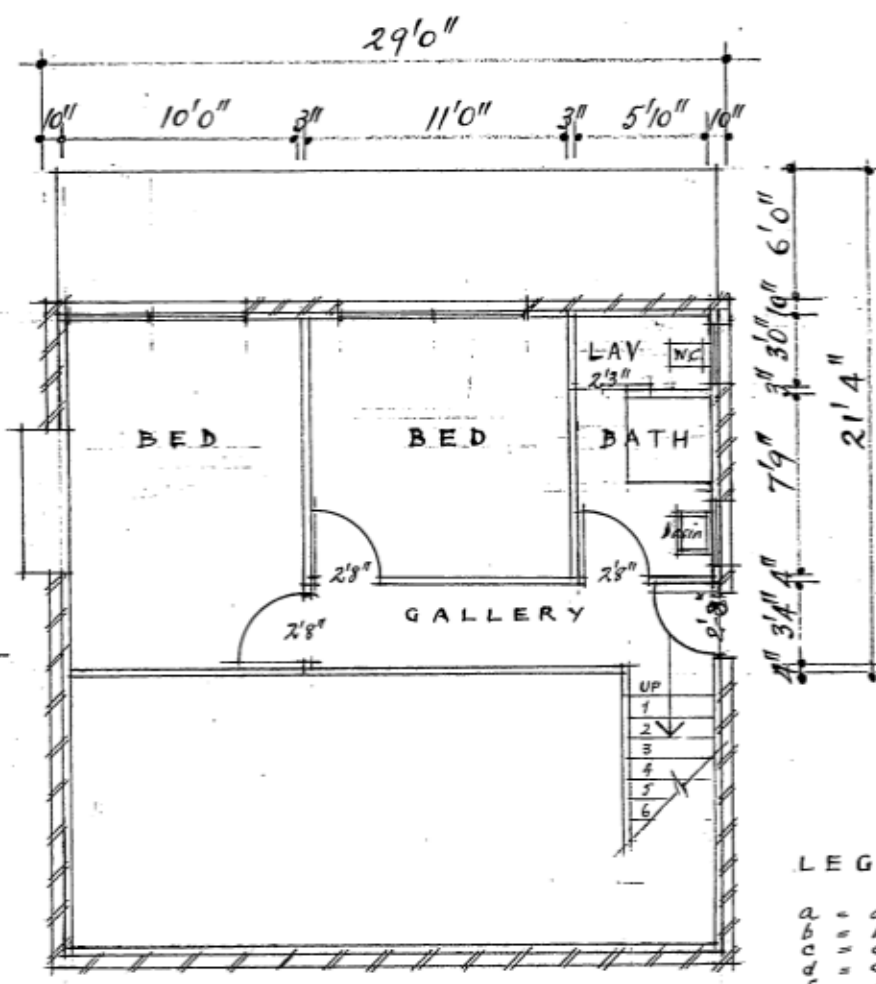 29'0"
10" 10'0" 3" 11'0" 3" 5'10" 10"
6'0"
10"
3'0"
3"
7'9"
4"
3'4"
4"
21'4"
LAV WC
2'3"
BED BED BATH
Basin
2'8" 2'8"
GALLERY
2'8" 2'8"
UP
1
2
3
4
5
6
LEG
a =
b =
c =
d =